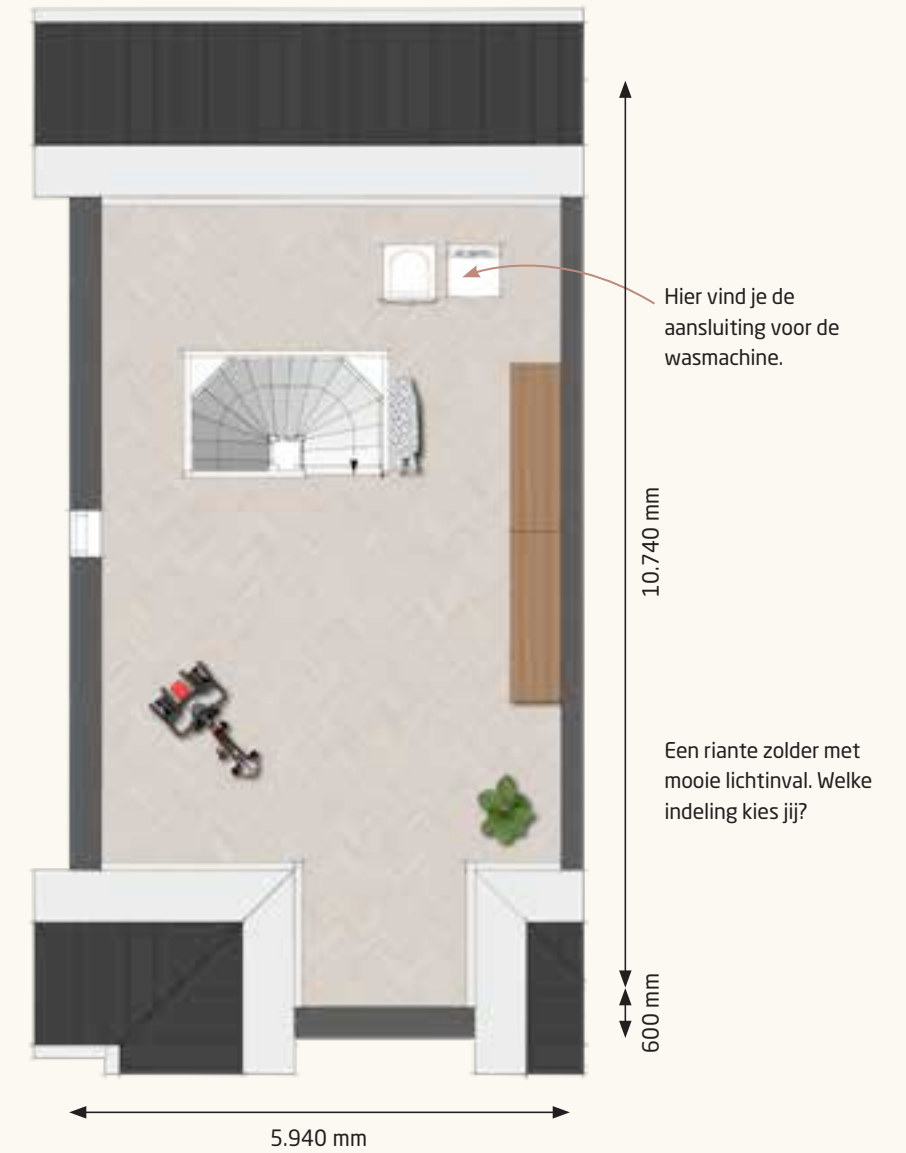 Hier vind je de
aansluiting voor de
wasmachine.
10.740 mm
Een riante zolder met
mooie lichtinval. Welke
indeling kies jij?
600 mm
5.940 mm